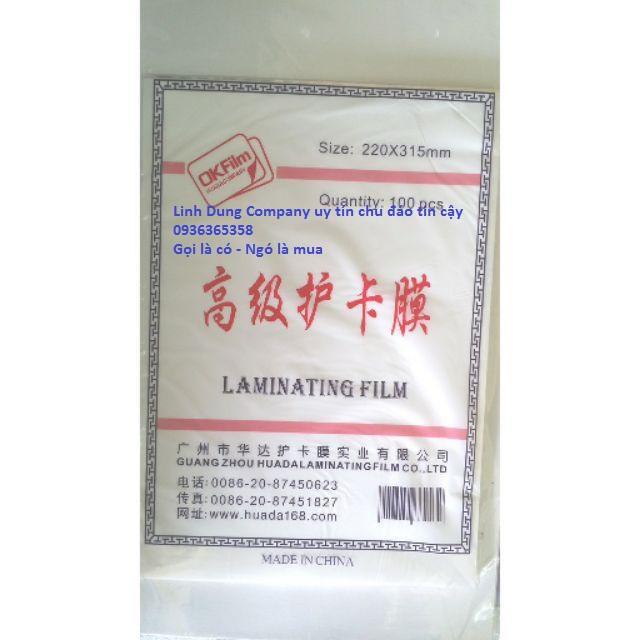 OKFilm
Size: 220X315mm
Quantity: 100 pcs
Linh Dung Company uy tín chu đáo tin cậy
0936365358
Gọi là có - Ngó là mua
高级护卡膜
LAMINATING FILM
广州市华达护卡膜实业有限公司
GUANG ZHOU HUADALAMINATINGFILM CO.,LTD
电话:0086-20-87450623
传真:0086-20-87451827
网址:www.huada168.com
MADE IN CHINA